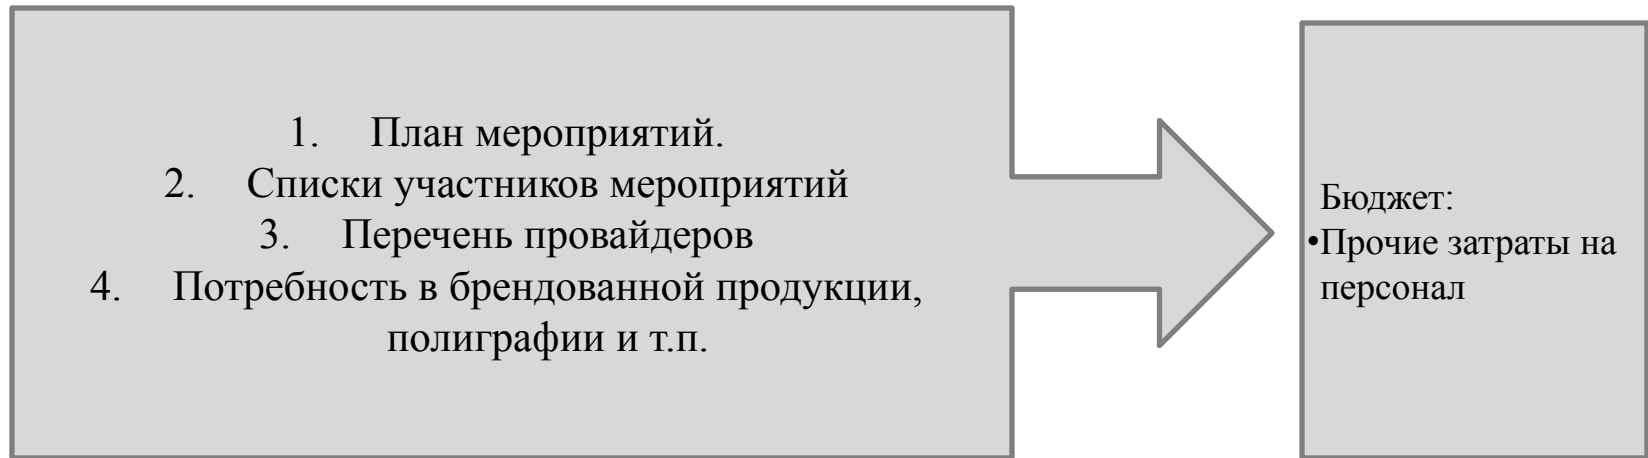 1. План мероприятий.
2. Списки участников мероприятий
3. Перечень провайдеров
4. Потребность в брендованной продукции,
полиграфии и т.п.
Бюджет:
•Прочие затраты на
персонал